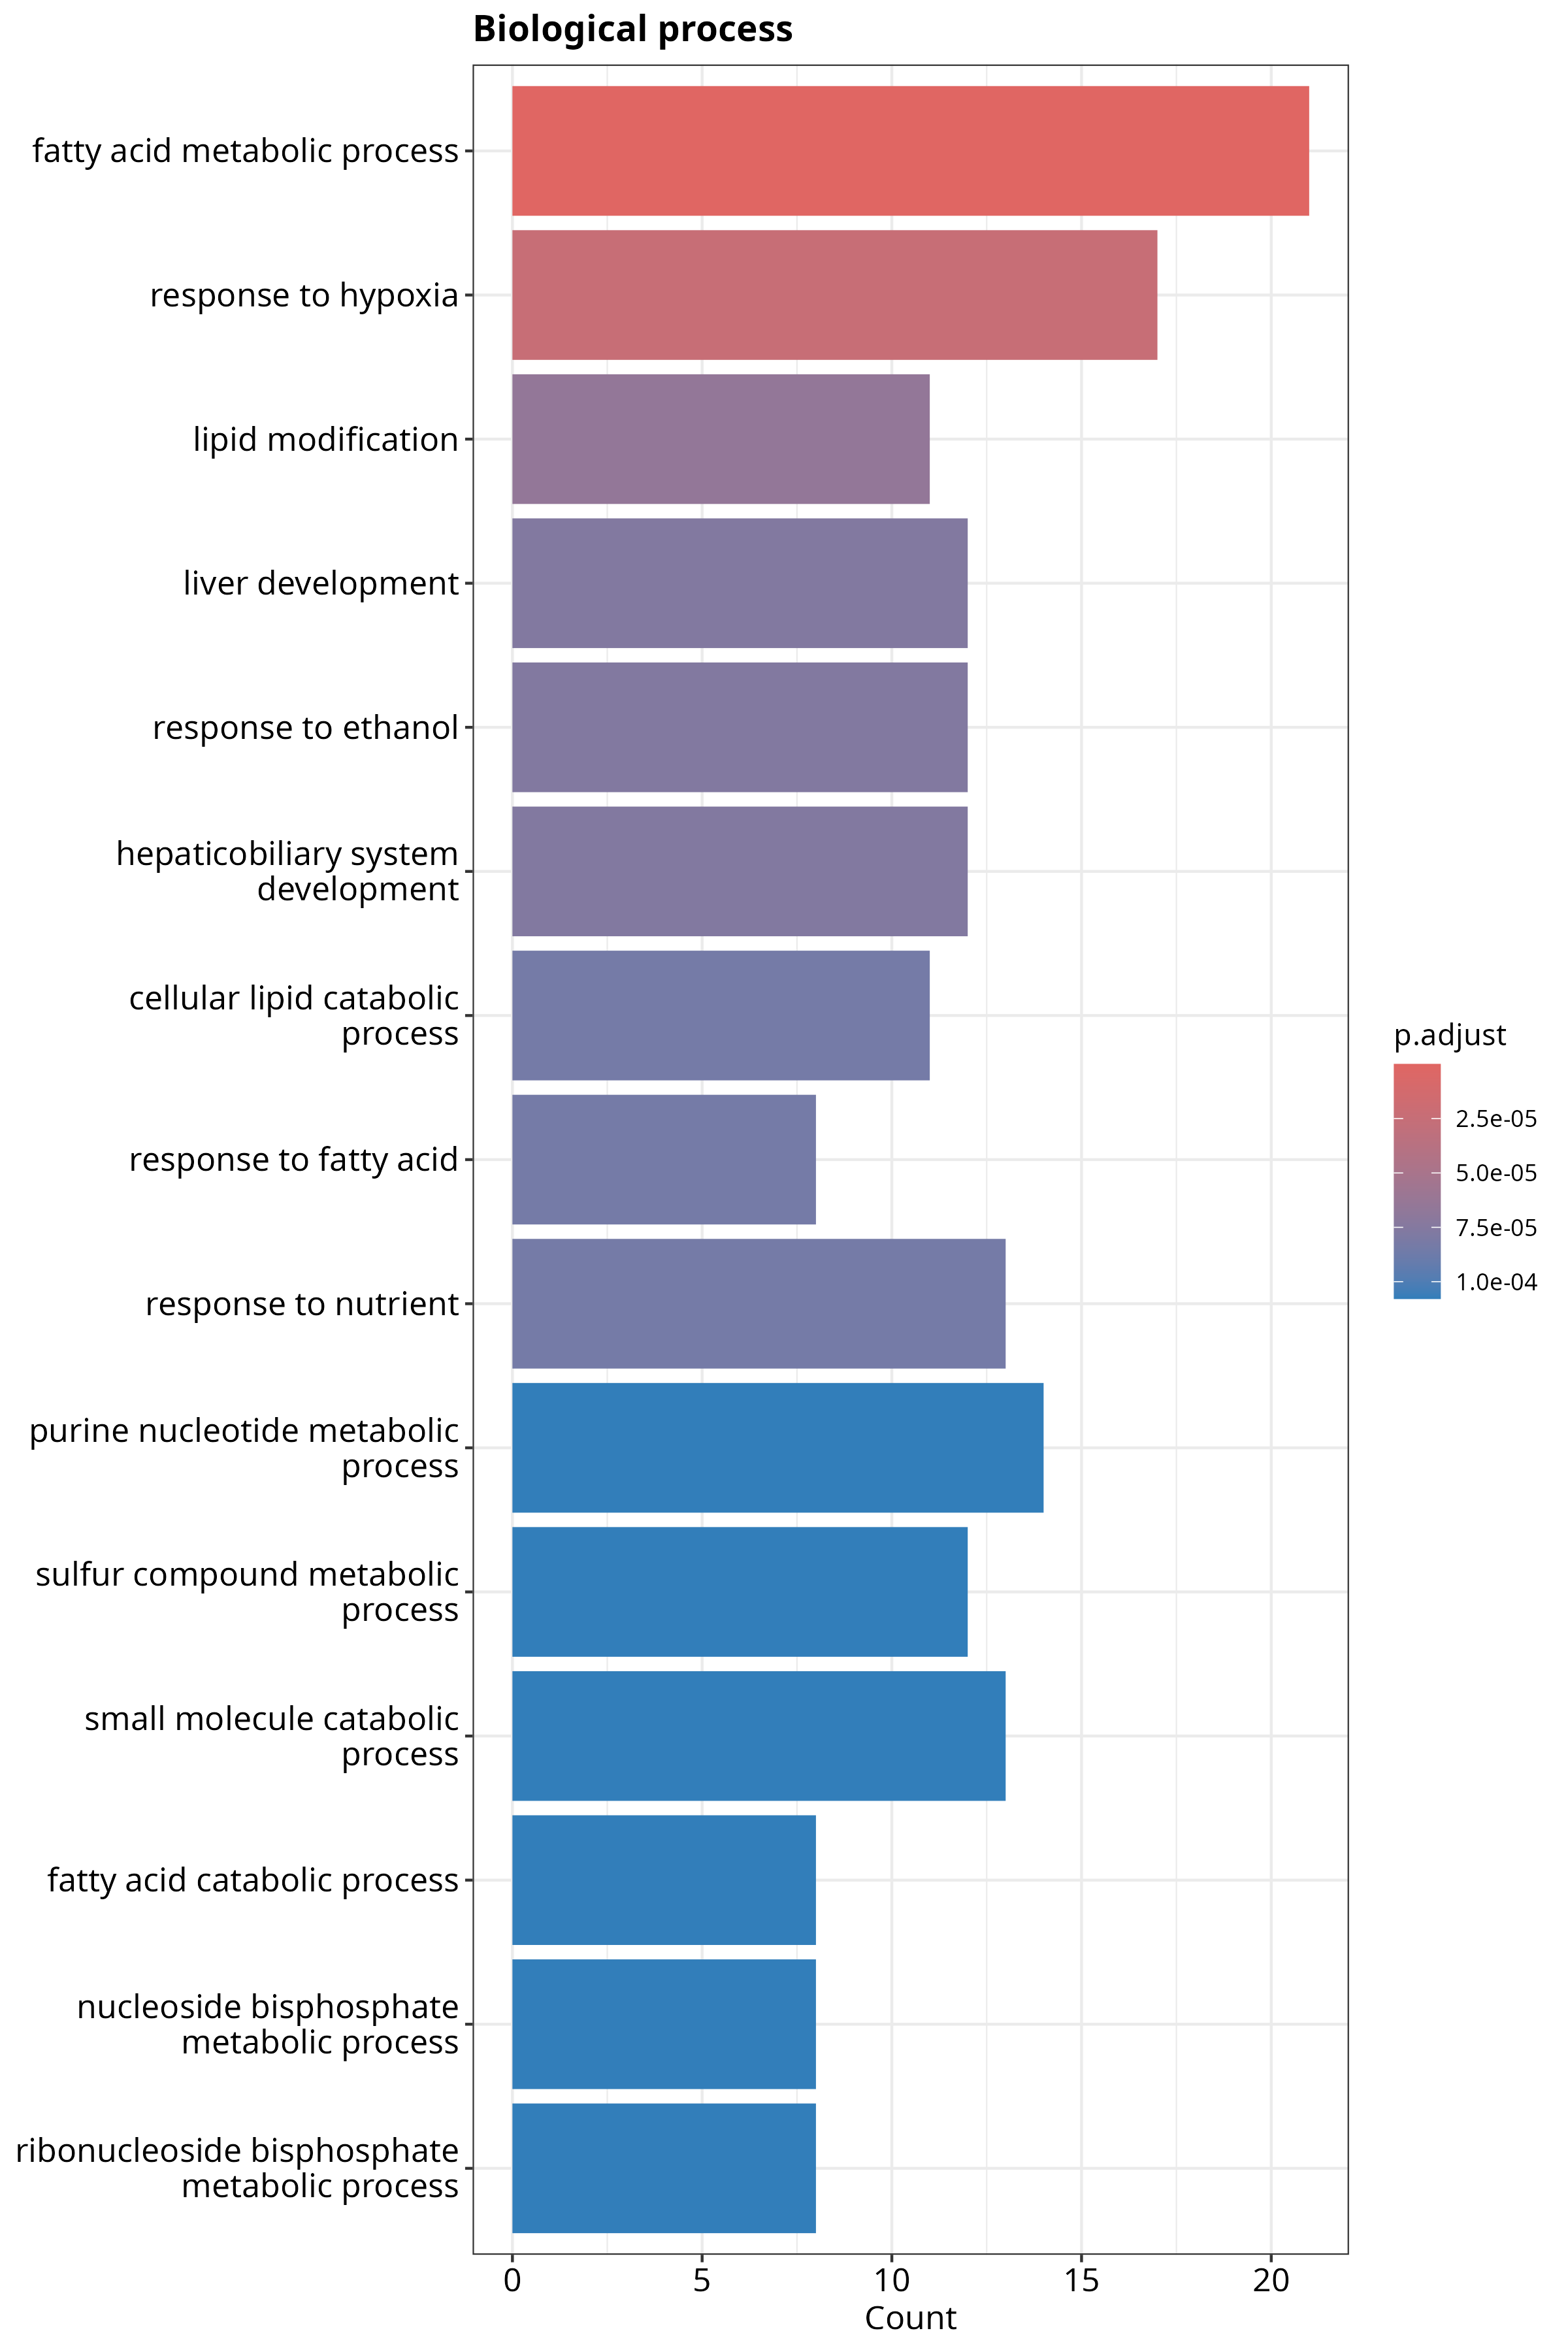 Biological process
fatty acid metabolic process
response to hypoxia
lipid modification
liver development
response to ethanol
hepaticobiliary system
development
cellular lipid catabolic
process
response to fatty acid
response to nutrient
purine nucleotide metabolic
process
sulfur compound metabolic
process
small molecule catabolic
process
fatty acid catabolic process
nucleoside bisphosphate
metabolic process
ribonucleoside bisphosphate
metabolic process
0 5 10 15 20
Count
p.adjust
2.5e-05
5.0e-05
7.5e-05
1.0e-04